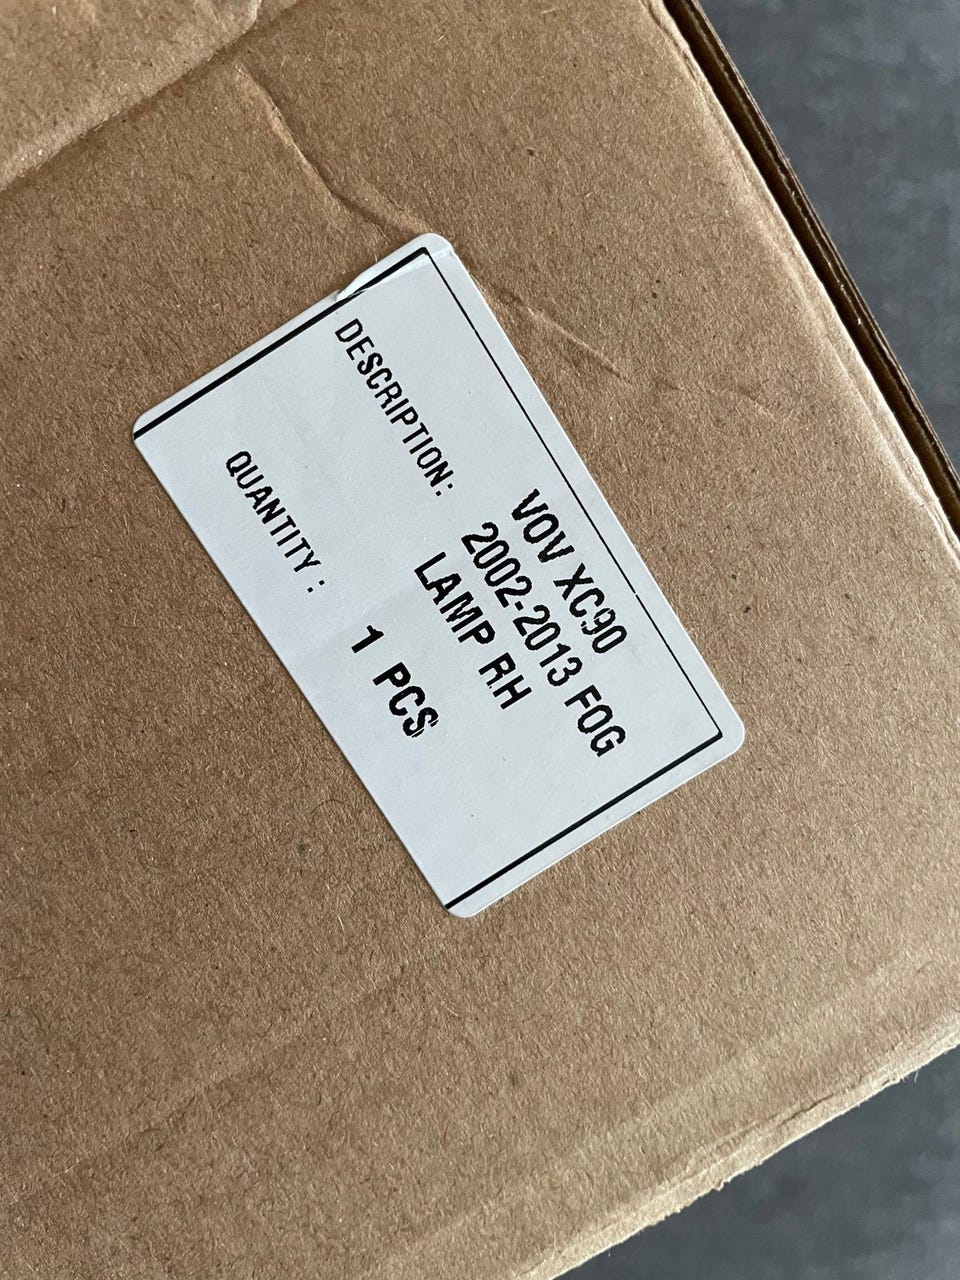 DESCRIPTION: VOV XC90
2002-2013 FOG
LAMP RH
QUANTITY: 1 PCS